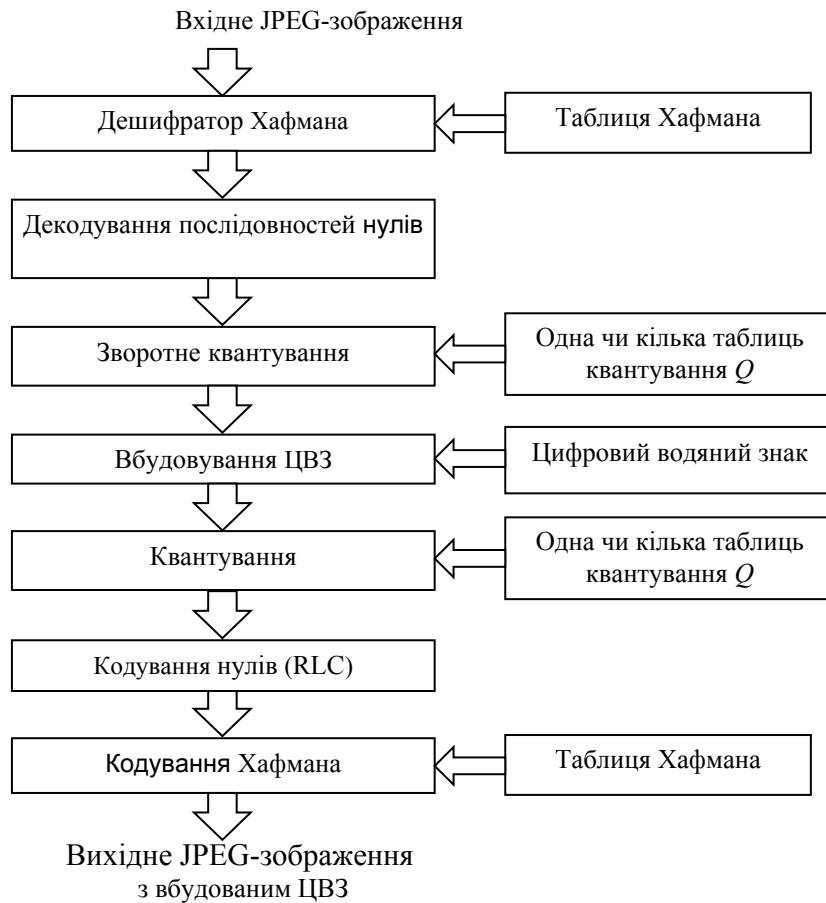 Вхідне JPEG-зображення
Дешифратор Хафмана
Таблиця Хафмана
Декодування послідовностей нулів
Зворотне квантування
Одна чи кілька таблиць
квантування Q
Вбудовування ЦВЗ
Цифровий водяний знак
Квантування
Одна чи кілька таблиць
квантування Q
Кодування нулів (RLC)
Кодування Хафмана
Таблиця Хафмана
Вихідне JPEG-зображення
з вбудованим ЦВЗ